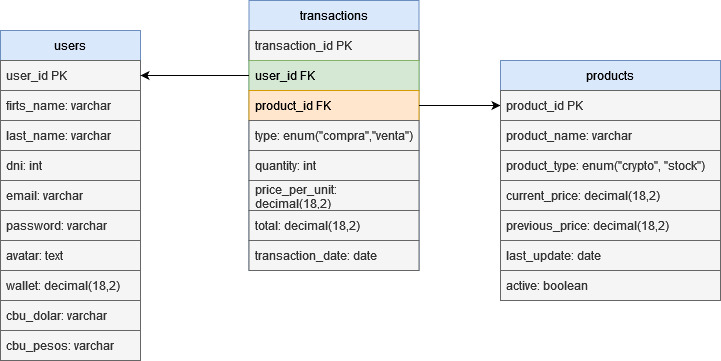 users
user_id PK
firts_name: varchar
last_name: varchar
dni: int
email: varchar
password: varchar
avatar: text
wallet: decimal(18,2)
cbu_dolar: varchar
cbu_pesos: varchar
transactions
transaction_id PK
user_id FK
product_id FK
type: enum("compra","venta")
quantity: int
price_per_unit:
decimal(18,2)
total: decimal(18,2)
transaction_date: date
products
product_id PK
product_name: varchar
product_type: enum("crypto", "stock")
current_price: decimal(18,2)
previous_price: decimal(18,2)
last_update: date
active: boolean